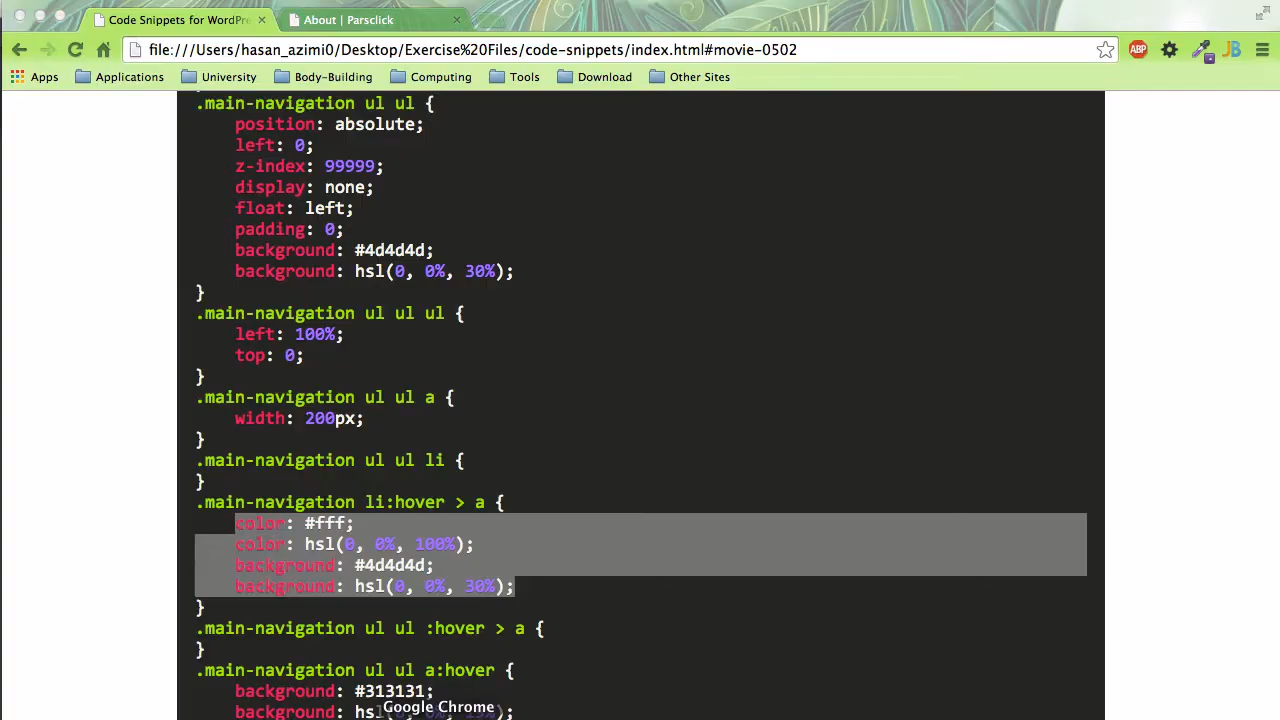 Code Snippets for WordPre
About | Parsclick
file:///Users/hasan_azimi0/Desktop/Exercise%20Files/code-snippets/index.html#movie-0502
ABP
JB
Apps Applications University Body-Building Computing Tools Download Other Sites
.main-navigation ul ul {
position: absolute;
left: 0;
z-index: 99999;
display: none;
float: left;
padding: 0;
background: #4d4d4d;
background: hsl(0, 0%, 30%);
}
.main-navigation ul ul ul {
left: 100%;
top: 0;
}
.main-navigation ul ul a {
width: 200px;
}
.main-navigation ul ul li {
}
.main-navigation li:hover > a {
color: #fff;
color: hsl(0, 0%, 100%);
background: #4d4d4d;
background: hsl(0, 0%, 30%);
}
.main-navigation ul ul :hover > a {
}
.main-navigation ul ul a:hover {
background: #313131;
Google Chrome